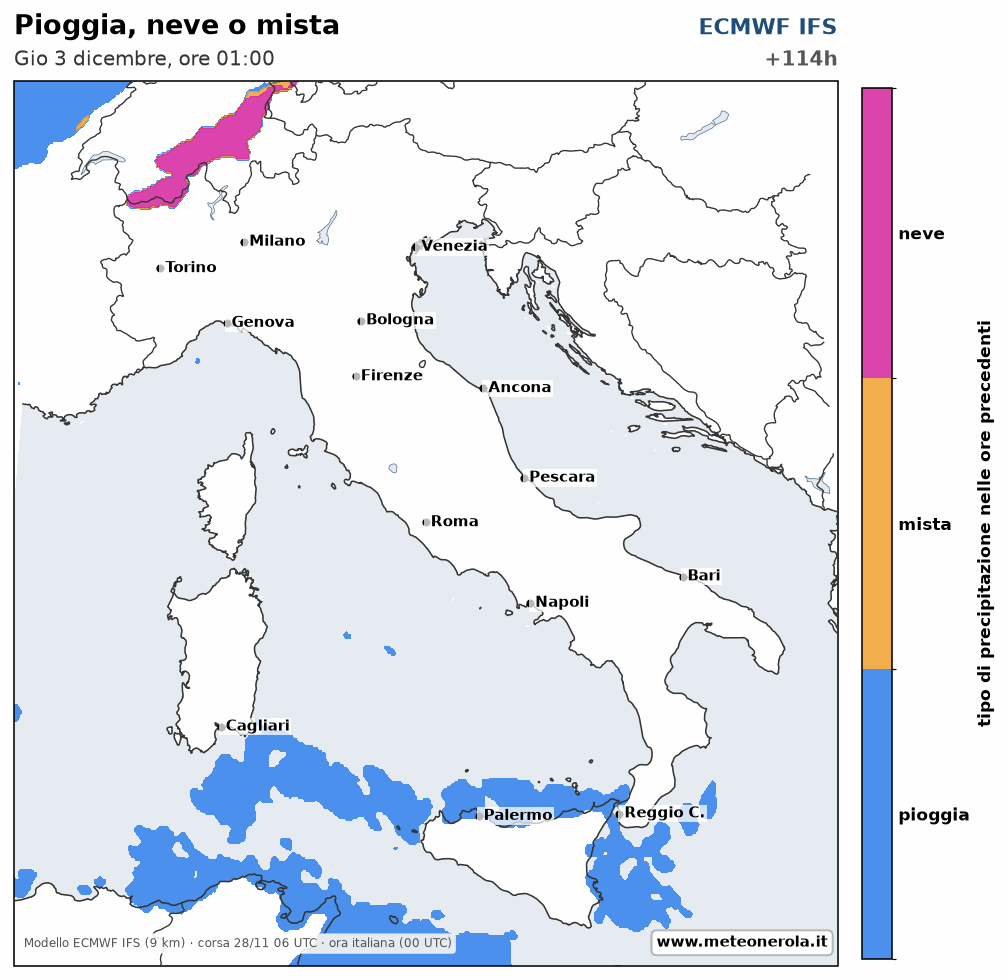 Pioggia, neve o mista
ECMWF IFS
Gio 3 dicembre, ore 01:00
+114h
neve
mista
pioggia
tipo di precipitazione nelle ore precedenti
Milano
Venezia
Torino
Genova
Bologna
Firenze
Ancona
Pescara
Roma
Bari
Napoli
Cagliari
Palermo
Reggio C.
Modello ECMWF IFS (9 km) · corsa 28/11 06 UTC · ora italiana (00 UTC)
www.meteonerola.it